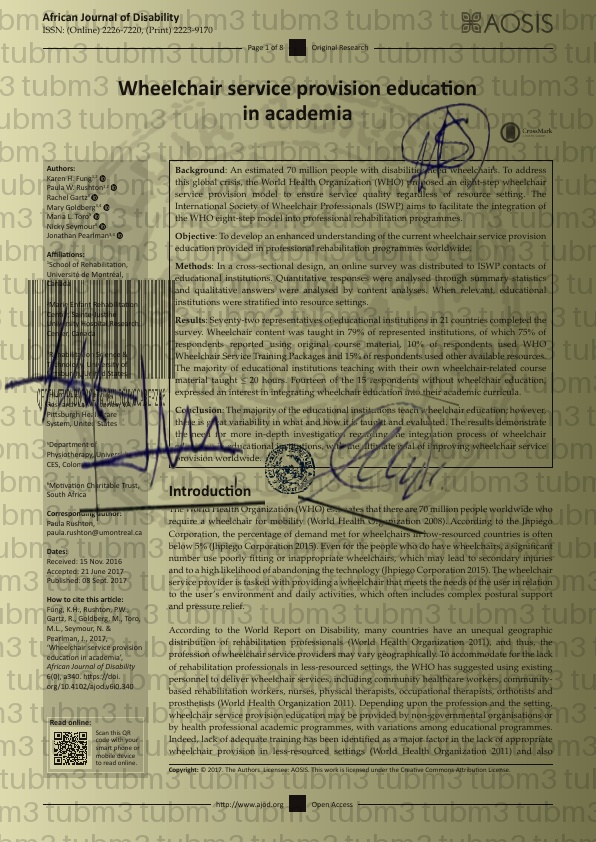 African Journal of Disability
ISSN: (Online) 2226-7220, (Print) 2223-9170
AOSIS
Page 1 of 8 Original Research
Wheelchair service provision education
in academia
CrossMark
Authors:
Karen H. Fung
Paula W. Rushton
Rachel Gartz
Mary Goldberg
Maria L. Toro
Nicky Seymour
Jonathan Pearlman
Affiliations:
School of Rehabilitation,
Université de Montréal,
Canada
Marie Enfant Rehabilitation
Center, Sainte-Justine
University Hospital Research
Center, Canada
Rehabilitation Science &
Technology, University of
Pittsburgh, United States
Pittsburgh Healthcare
System, United States
Department of
Physiotherapy, Universidad
CES, Colombia
Motivation Charitable Trust,
South Africa
Corresponding author:
Paula Rushton,
paula.rushton@umontreal.ca
Dates:
Received: 15 Nov. 2016
Accepted: 21 June 2017
Published: 08 Sept. 2017
How to cite this article:
Fung, K.H., Rushton, P.W.,
Gartz, R., Goldberg, M., Toro,
M.L., Seymour, N. &
Pearlman, J., 2017,
'Wheelchair service provision
education in academia',
African Journal of Disability
6(0), a340. https://doi.
org/10.4102/ajod.v6i0.340
Read online:
Scan this QR
code with your
smart phone or
mobile device
to read online.
Background: An estimated 70 million people with disabilities need wheelchairs. To address
this global crisis, the World Health Organization (WHO) proposed an eight-step wheelchair
service provision model to ensure service quality regardless of resource setting. The
International Society of Wheelchair Professionals (ISWP) aims to facilitate the integration of
the WHO eight-step model into professional rehabilitation programmes.
Objective: To develop an enhanced understanding of the current wheelchair service provision
education provided in professional rehabilitation programmes worldwide.
Methods: In a cross-sectional design, an online survey was distributed to ISWP contacts of
educational institutions. Quantitative responses were analysed through summary statistics
and qualitative answers were analysed by content analyses. When relevant, educational
institutions were stratified into resource settings.
Results: Seventy-two representatives of educational institutions in 21 countries completed the
survey. Wheelchair content was taught in 79% of represented institutions, of which 75% of
respondents reported using original course material, 10% of respondents used WHO
Wheelchair Service Training Packages and 15% of respondents used other available resources.
The majority of educational institutions teaching with their own wheelchair-related course
material taught ≤ 20 hours. Fourteen of the 15 respondents without wheelchair education,
expressed an interest in integrating wheelchair education into their academic curricula.
Conclusion: The majority of the educational institutions teach wheelchair education; however,
there is great variability in what and how it is taught and evaluated. The results demonstrate
the need for more in-depth investigation regarding the integration process of wheelchair
education in educational institutions, with the ultimate goal of improving wheelchair service
provision worldwide.
Introduction
The World Health Organization (WHO) estimates that there are 70 million people worldwide who
require a wheelchair for mobility (World Health Organization 2008). According to the Jhpiego
Corporation, the percentage of demand met for wheelchairs in low-resourced countries is often
below 5% (Jhpiego Corporation 2015). Even for the people who do have wheelchairs, a significant
number use poorly fitting or inappropriate wheelchairs, which may lead to secondary injuries
and to a high likelihood of abandoning the technology (Jhpiego Corporation 2015). The wheelchair
service provider is tasked with providing a wheelchair that meets the needs of the user in relation
to the user's environment and daily activities, which often includes complex postural support
and pressure relief.
According to the World Report on Disability, many countries have an unequal geographic
distribution of rehabilitation professionals (World Health Organization 2011), and thus, the
profession of wheelchair service providers may vary geographically. To accommodate for the lack
of rehabilitation professionals in less-resourced settings, the WHO has suggested using existing
personnel to deliver wheelchair services, including community healthcare workers, community-
based rehabilitation workers, nurses, physical therapists, occupational therapists, orthotists and
prosthetists (World Health Organization 2011). Depending upon the profession and the setting,
wheelchair service provision education may be provided by non-governmental organisations or
by health professional academic programmes, with variations among educational programmes.
Indeed, lack of adequate training has been identified as a major factor in the lack of appropriate
wheelchair provision in less-resourced settings (World Health Organization 2011) and also
Copyright: © 2017. The Authors. Licensee: AOSIS. This work is licensed under the Creative Commons Attribution License.
http://www.ajod.org Open Access